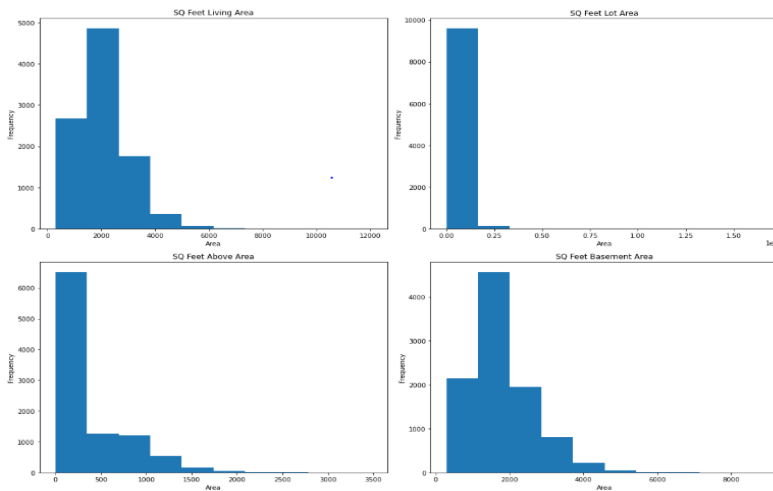 SQ Feet Living Area
5000
4000
3000
2000
1000
0
Frequency
0 2000 4000 6000 8000 10000 12000
Area
SQ Feet Lot Area
10000
8000
6000
4000
2000
0
Frequency
0.00 0.25 0.50 0.75 1.00 1.25 1.50
Area
1e
SQ Feet Above Area
6000
5000
4000
3000
2000
1000
0
Frequency
0 500 1000 1500 2000 2500 3000 3500
Area
SQ Feet Basement Area
4000
3000
2000
1000
0
Frequency
0 2000 4000 6000 8000
Area